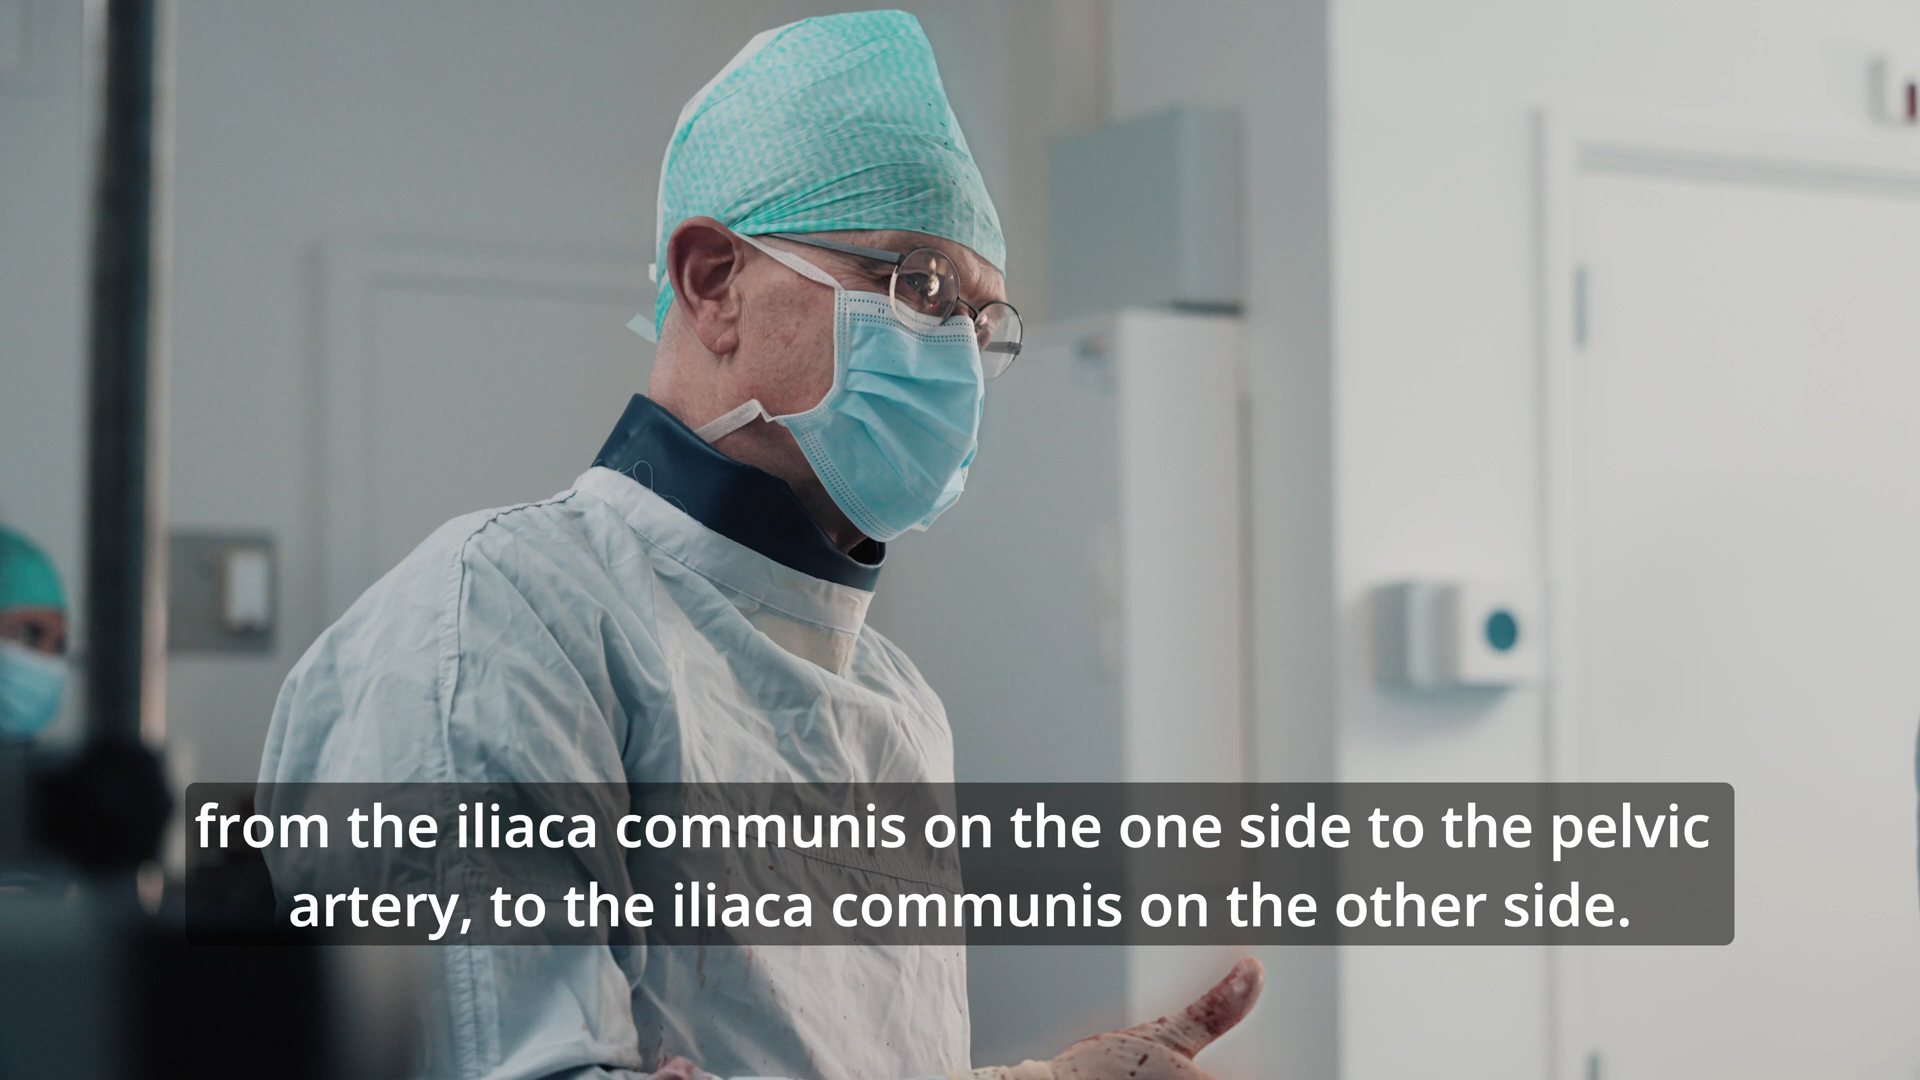 from the iliaca communis on the one side to the pelvic
artery, to the iliaca communis on the other side.